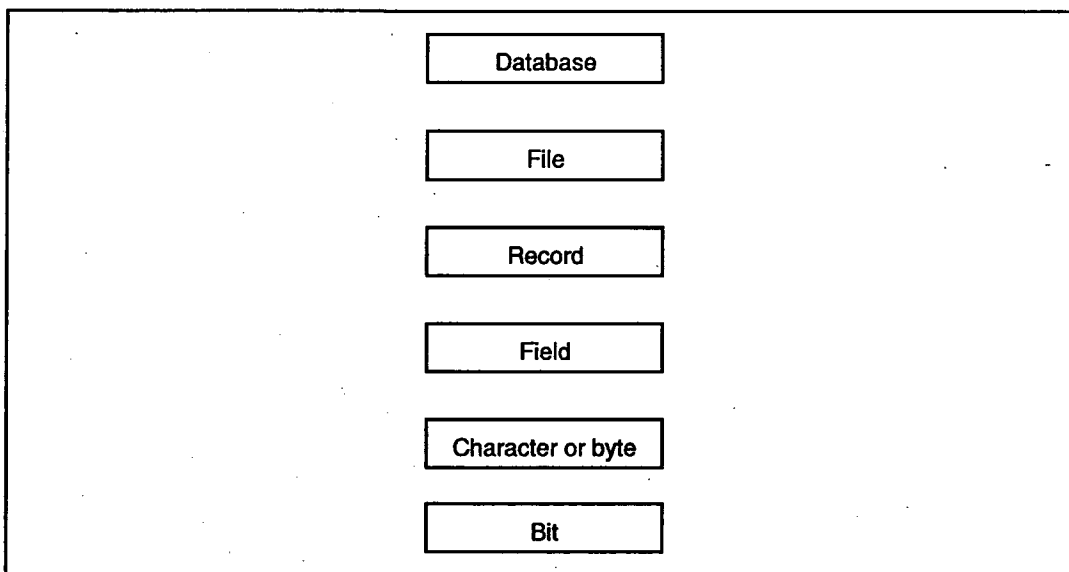 Database
File
Record
Field
Character or byte
Bit